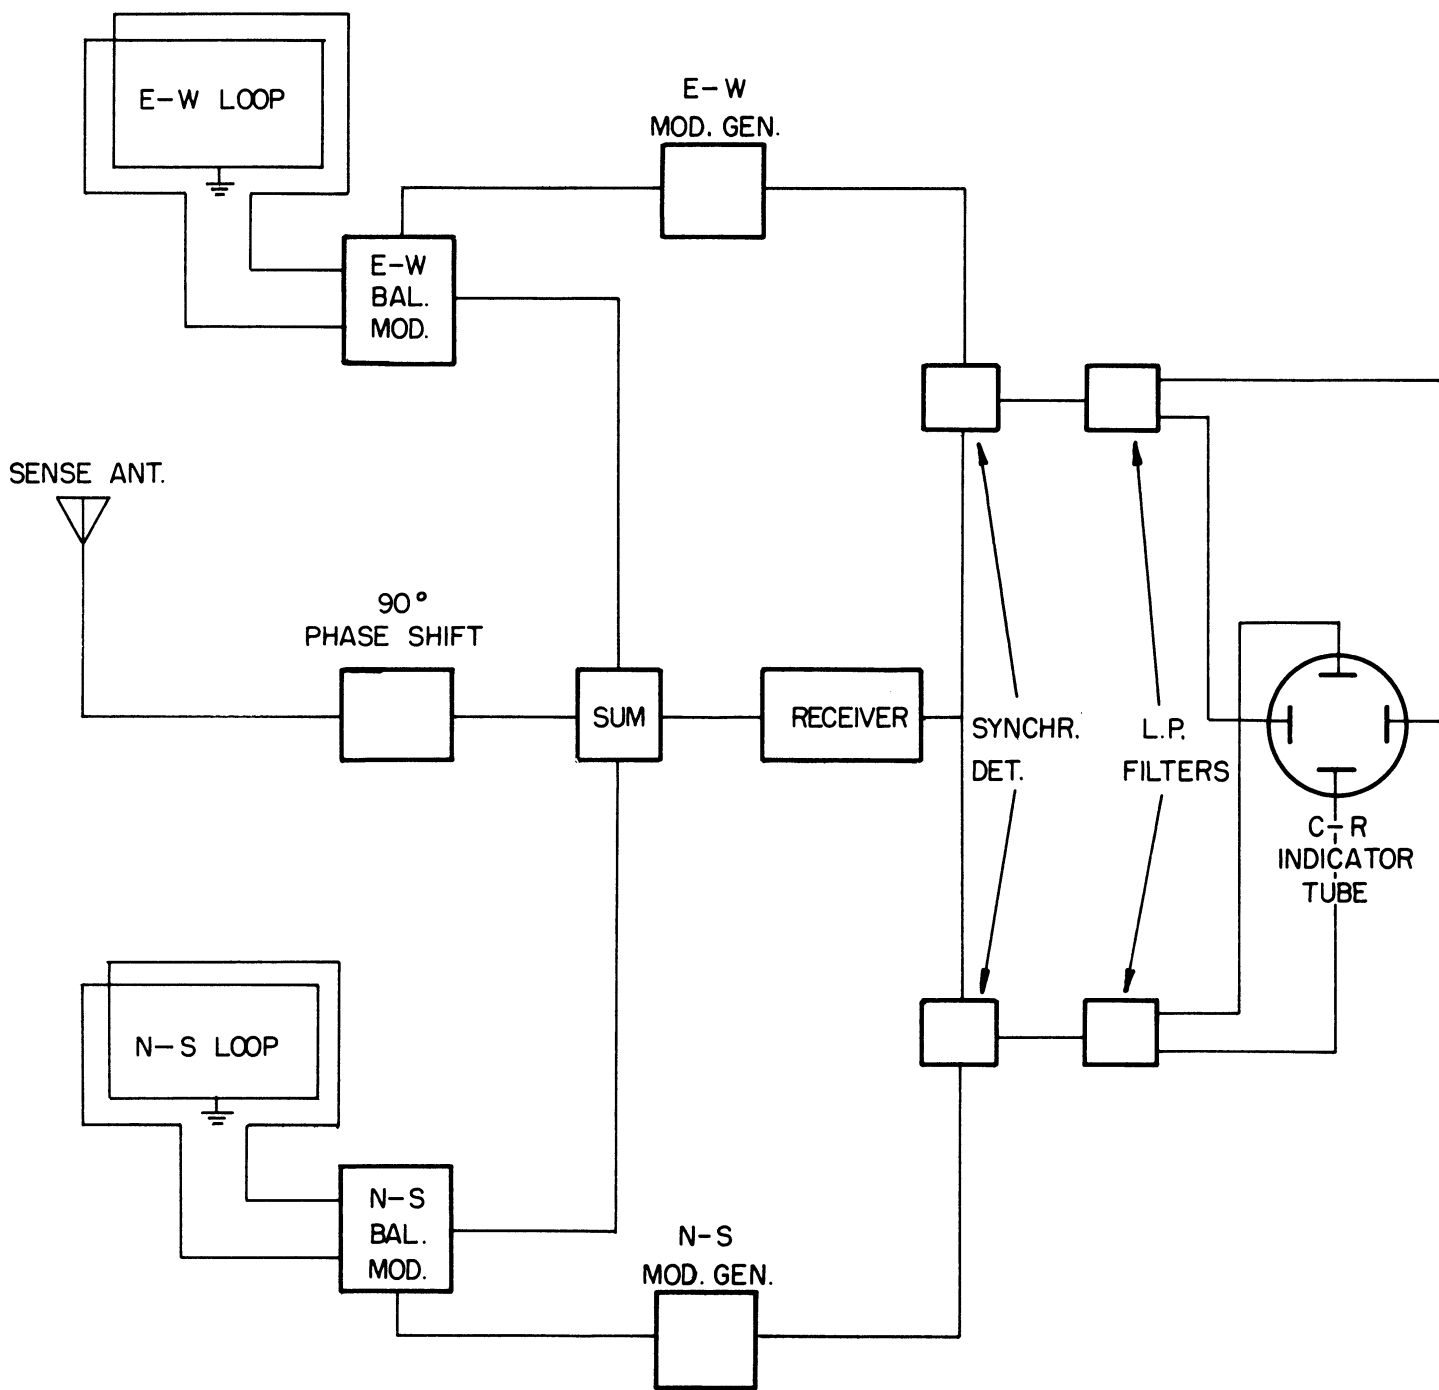 E-W LOOP
E-W
MOD. GEN.
E-W
BAL.
MOD.
SENSE ANT.
90°
PHASE SHIFT
SUM
RECEIVER
SYNCHR.
DET.
L.P.
FILTERS
C-R
INDICATOR
TUBE
N-S LOOP
N-S
BAL.
MOD.
N-S
MOD. GEN.